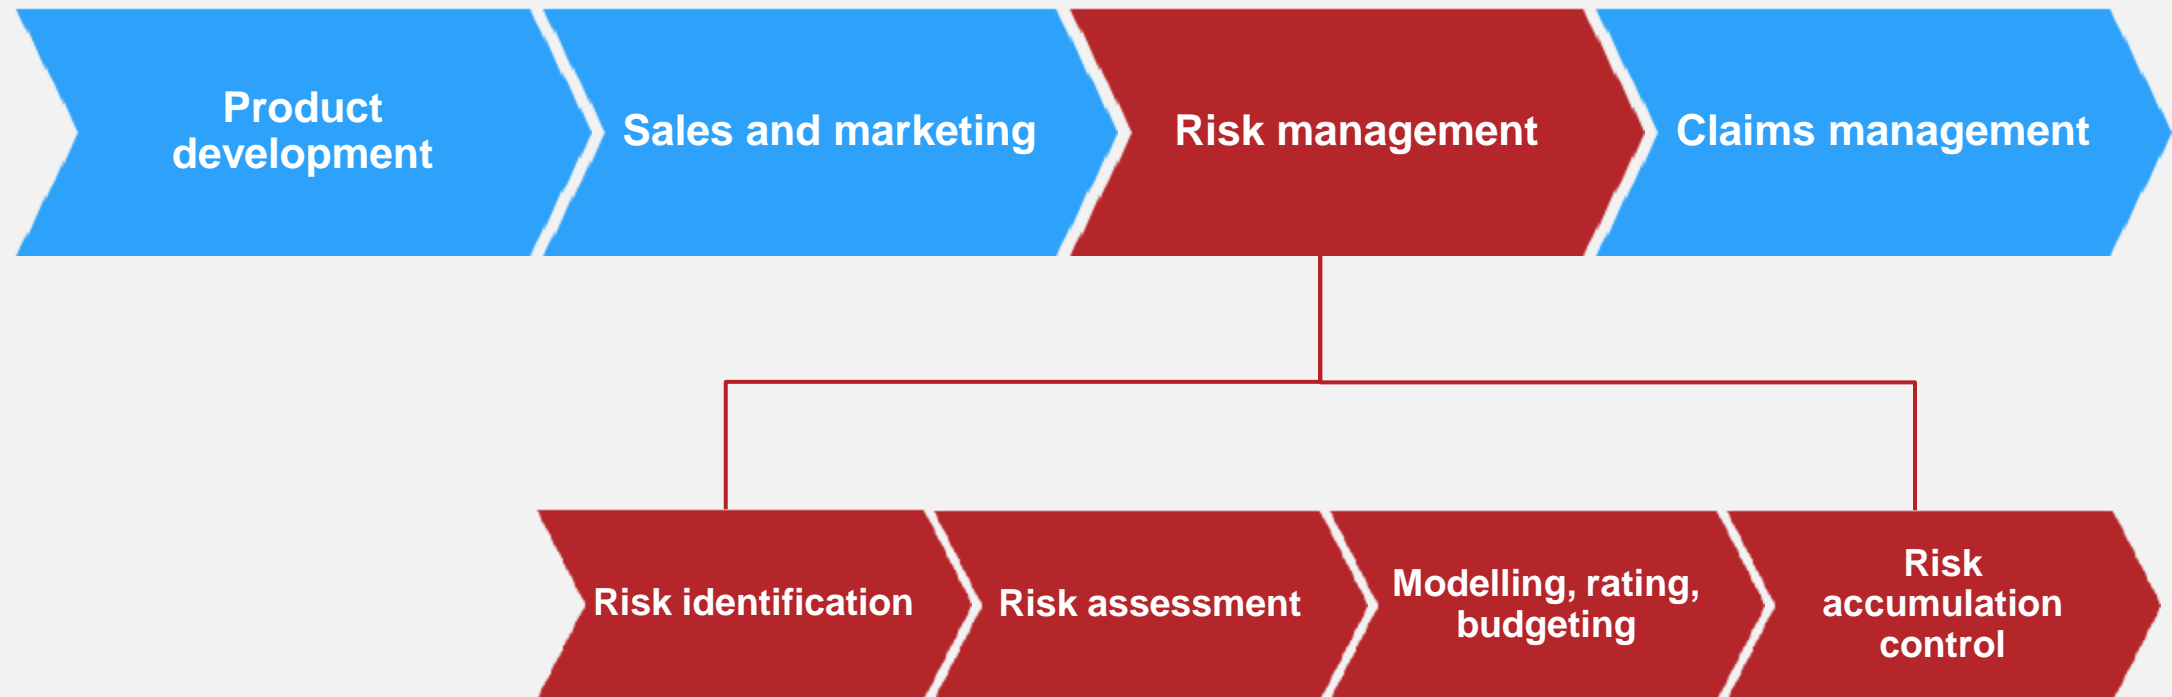 Product
development
Sales and marketing
Risk management
Claims management
Risk identification
Risk assessment
Modelling, rating,
budgeting
Risk
accumulation
control